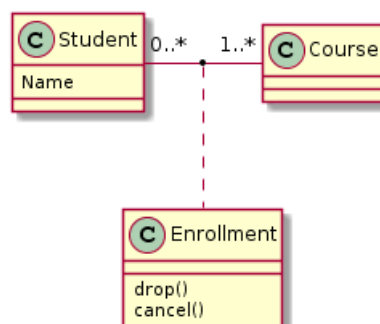 C Student 0..* 1..* C Course
Name
C Enrollment
drop()
cancel()